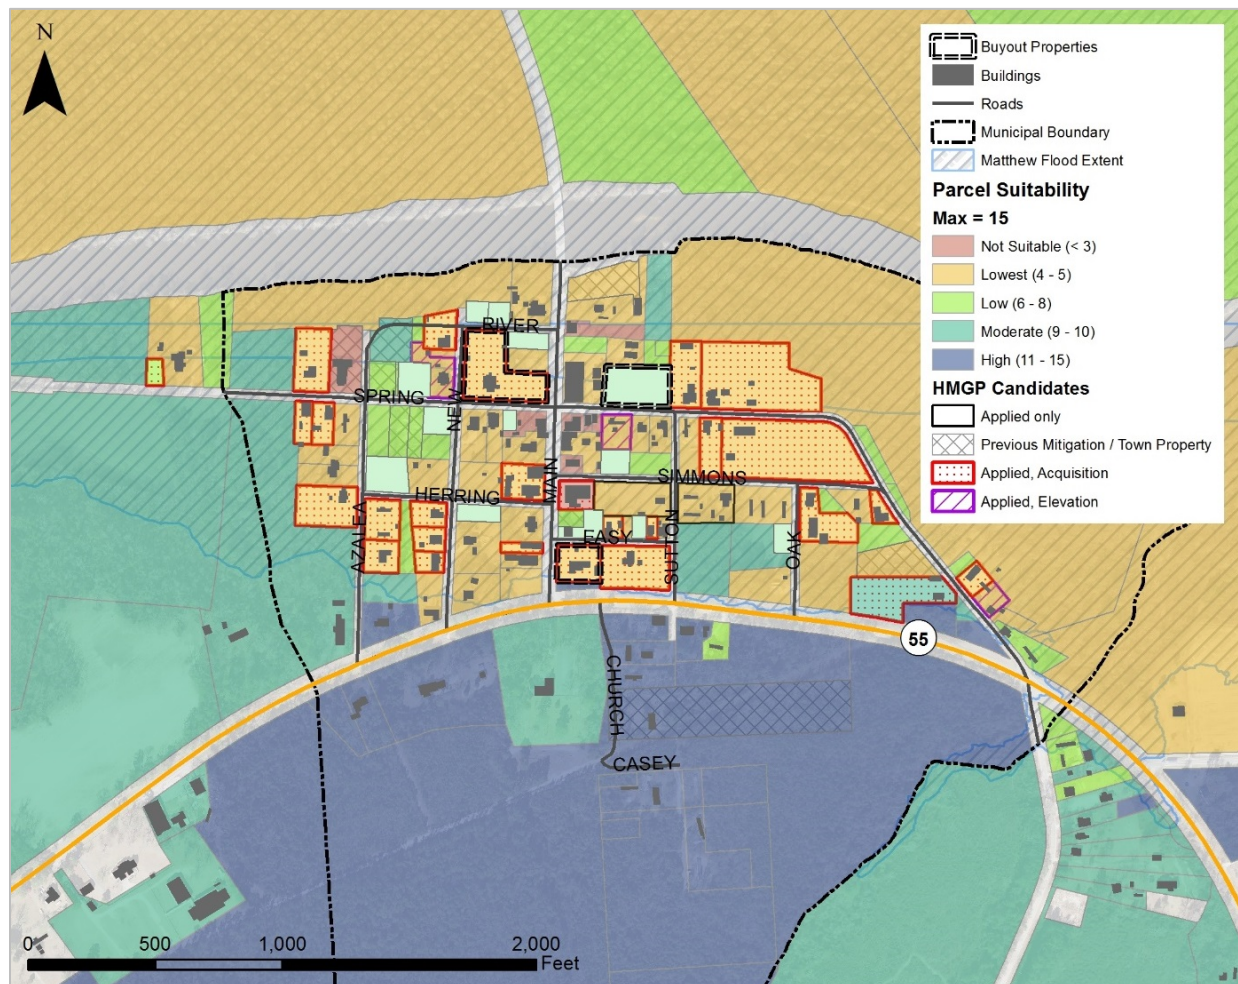 N
Buyout Properties
Buildings
Roads
Municipal Boundary
Matthew Flood Extent
Parcel Suitability
Max = 15
Not Suitable (< 3)
Lowest (4 - 5)
Low (6 - 8)
Moderate (9 - 10)
High (11 - 15)
HMGP Candidates
Applied only
Previous Mitigation / Town Property
Applied, Acquisition
Applied, Elevation
RIVER
SPRING
NEW
MAIN
SIMMONS
HERRING
AZALEA
EASY
SUTTON
OAK
55
CHURCH
CASEY
0 500 1,000 2,000
Feet